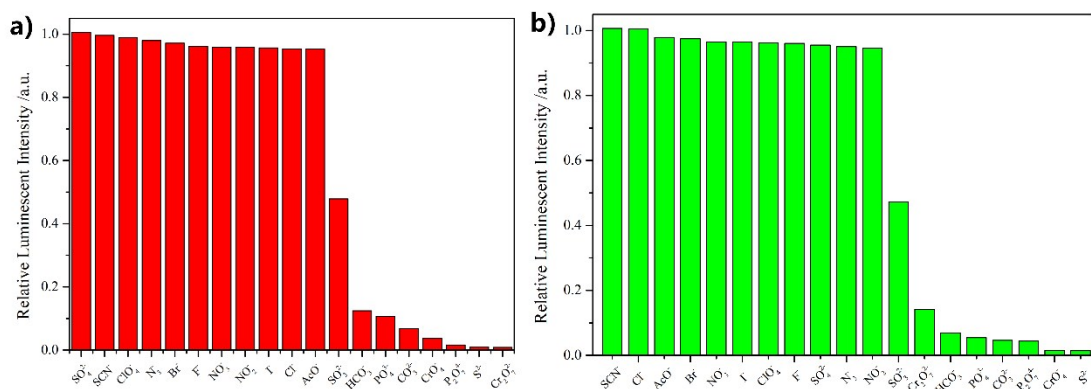 a)
Relative Luminescent Intensity /a.u.
1.0
0.8
0.6
0.4
0.2
0.0
SO₄²⁻ SCN⁻ ClO₄⁻ N₃⁻ Br⁻ F⁻ NO₃⁻ NO₂⁻ I⁻ Cl⁻ AcO⁻ SO₃²⁻ HCO₃⁻ PO₄³⁻ CO₃²⁻ CrO₄²⁻ P₂O₇⁴⁻ S²⁻ Cr₂O₇²⁻
b)
Relative Luminescent Intensity /a.u.
1.0
0.8
0.6
0.4
0.2
0.0
SCN⁻ Cl⁻ AcO⁻ Br⁻ NO₂⁻ I⁻ ClO₄⁻ F⁻ SO₄²⁻ N₃⁻ NO₃⁻ SO₃²⁻ Cr₂O₇²⁻ HCO₃⁻ PO₄³⁻ CO₃²⁻ P₂O₇⁴⁻ CrO₄²⁻ S²⁻